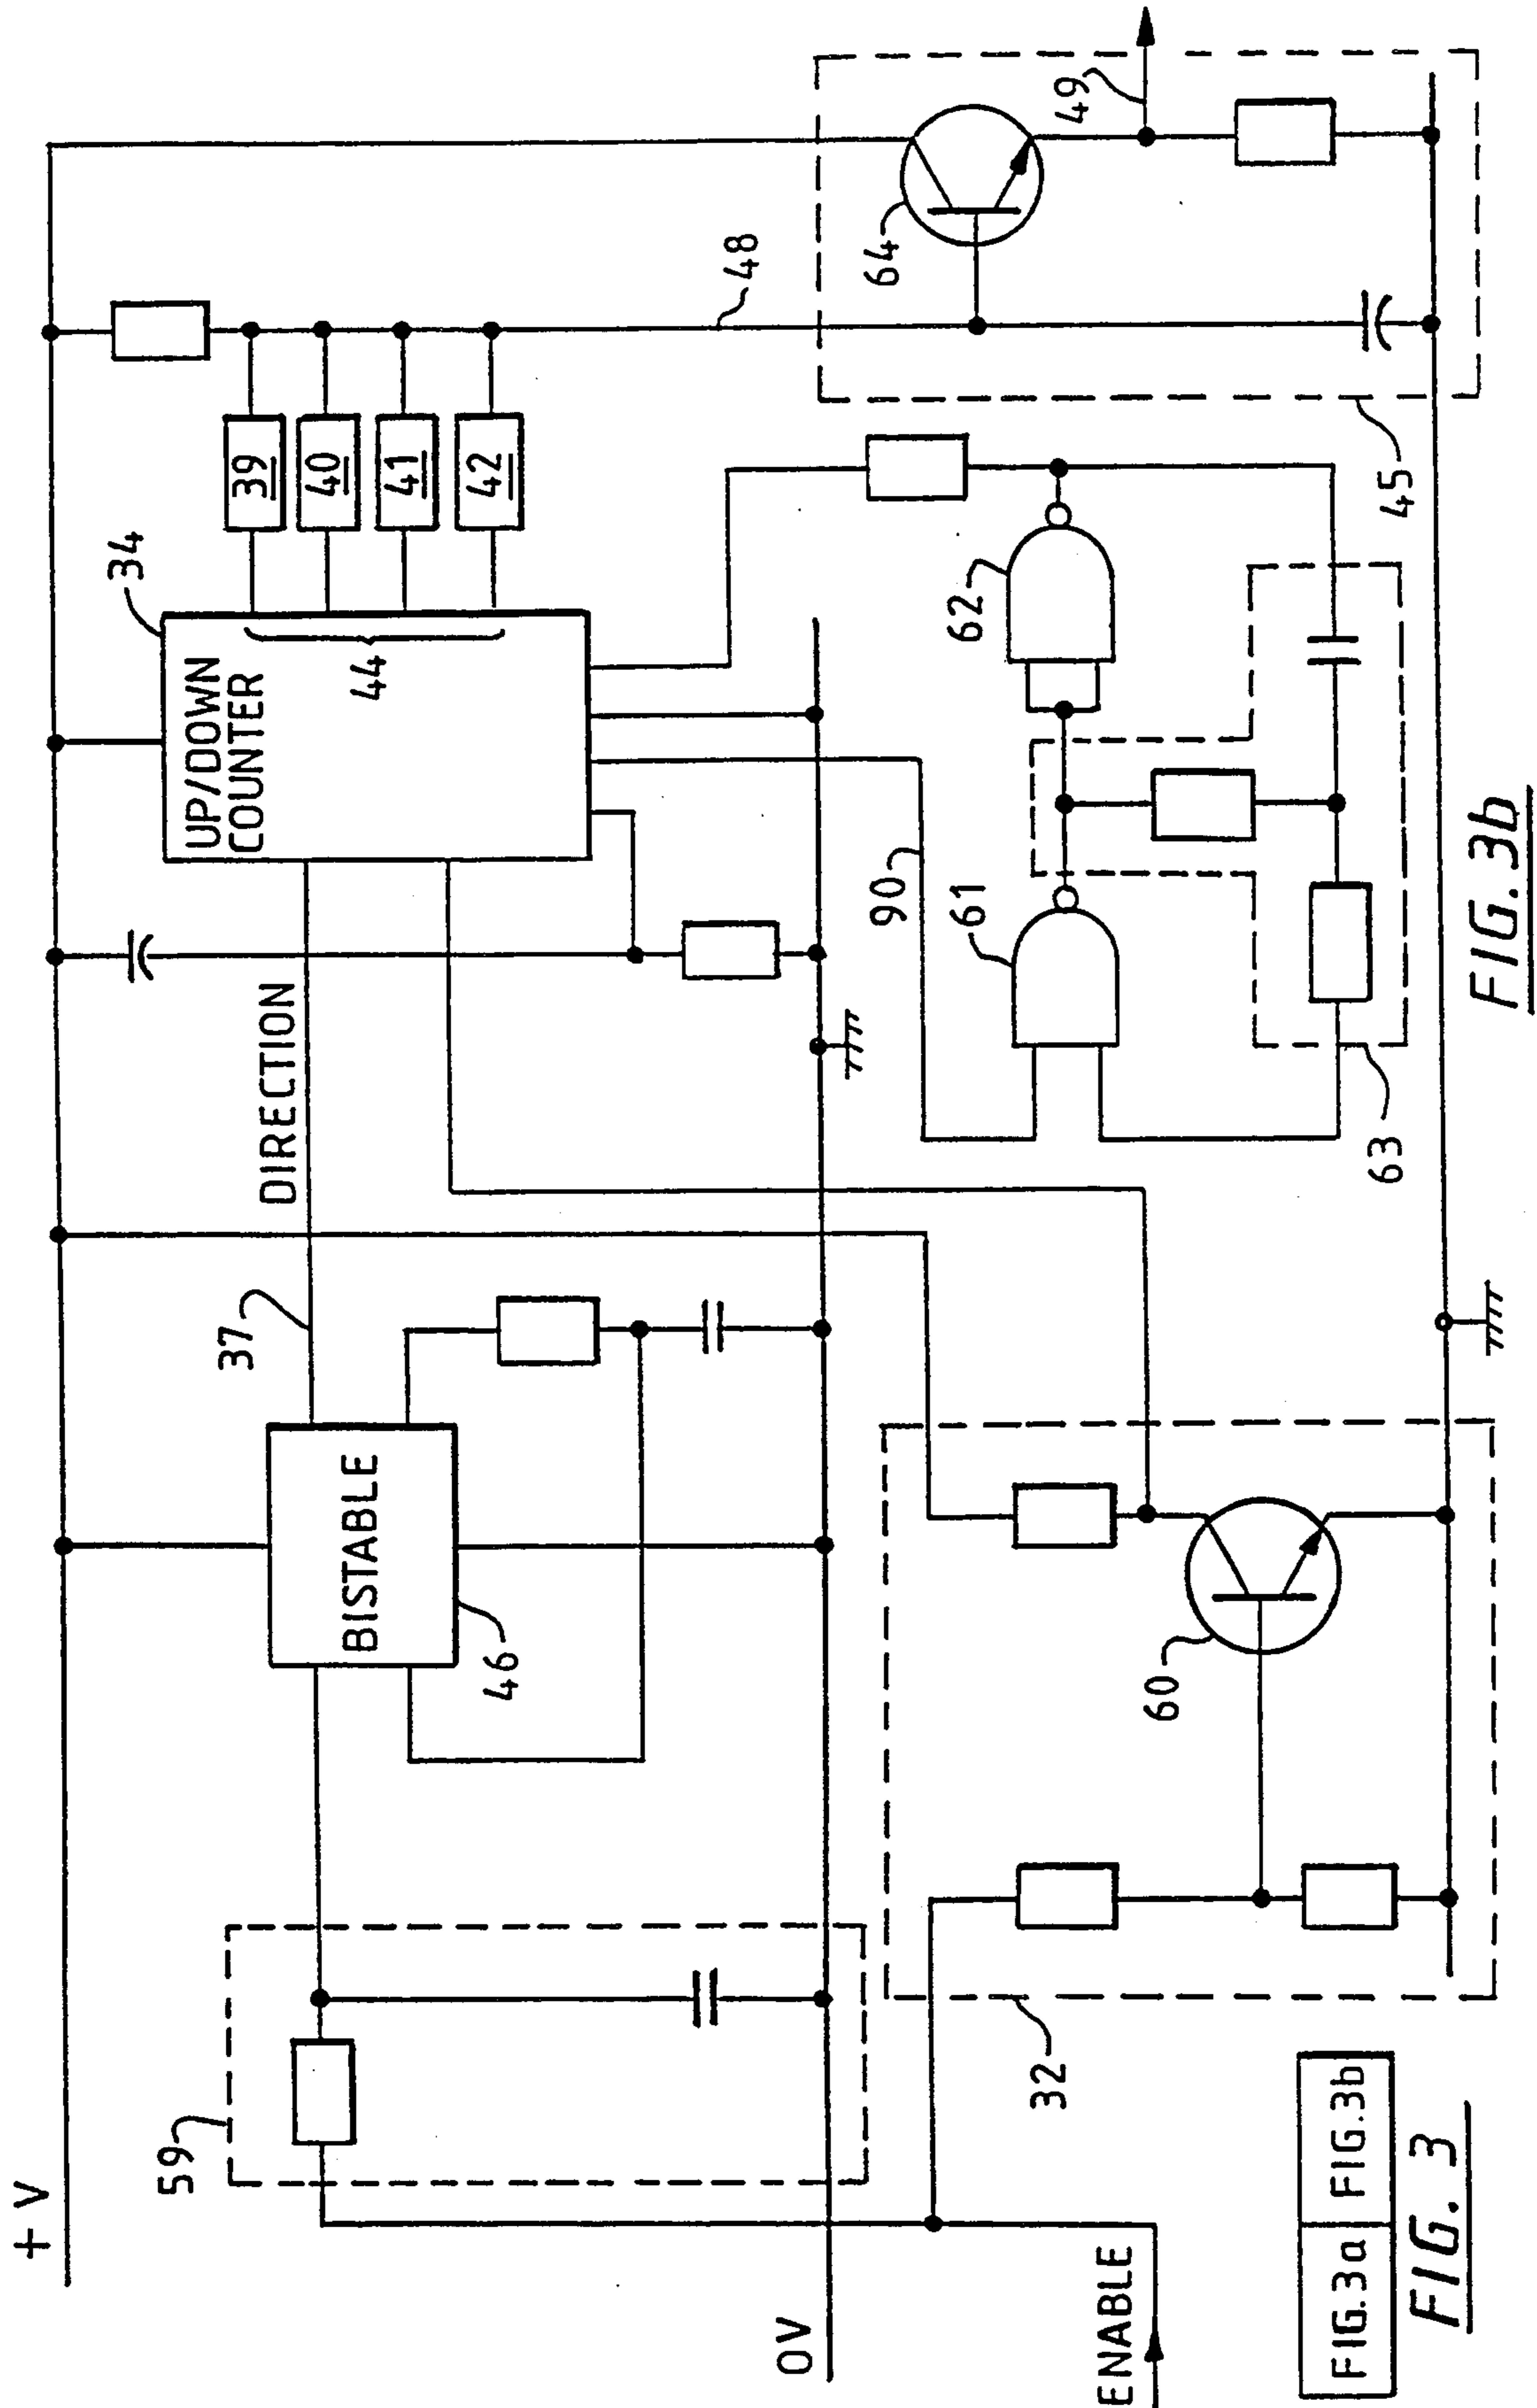 + V
59
BISTABLE
46
37
DIRECTION
UP/DOWN
COUNTER
34
44
39
40
41
42
48
64
49
45
0V
ENABLE
32
60
90
61
62
63
FIG.3a FIG.3b
FIG. 3
FIG. 3b